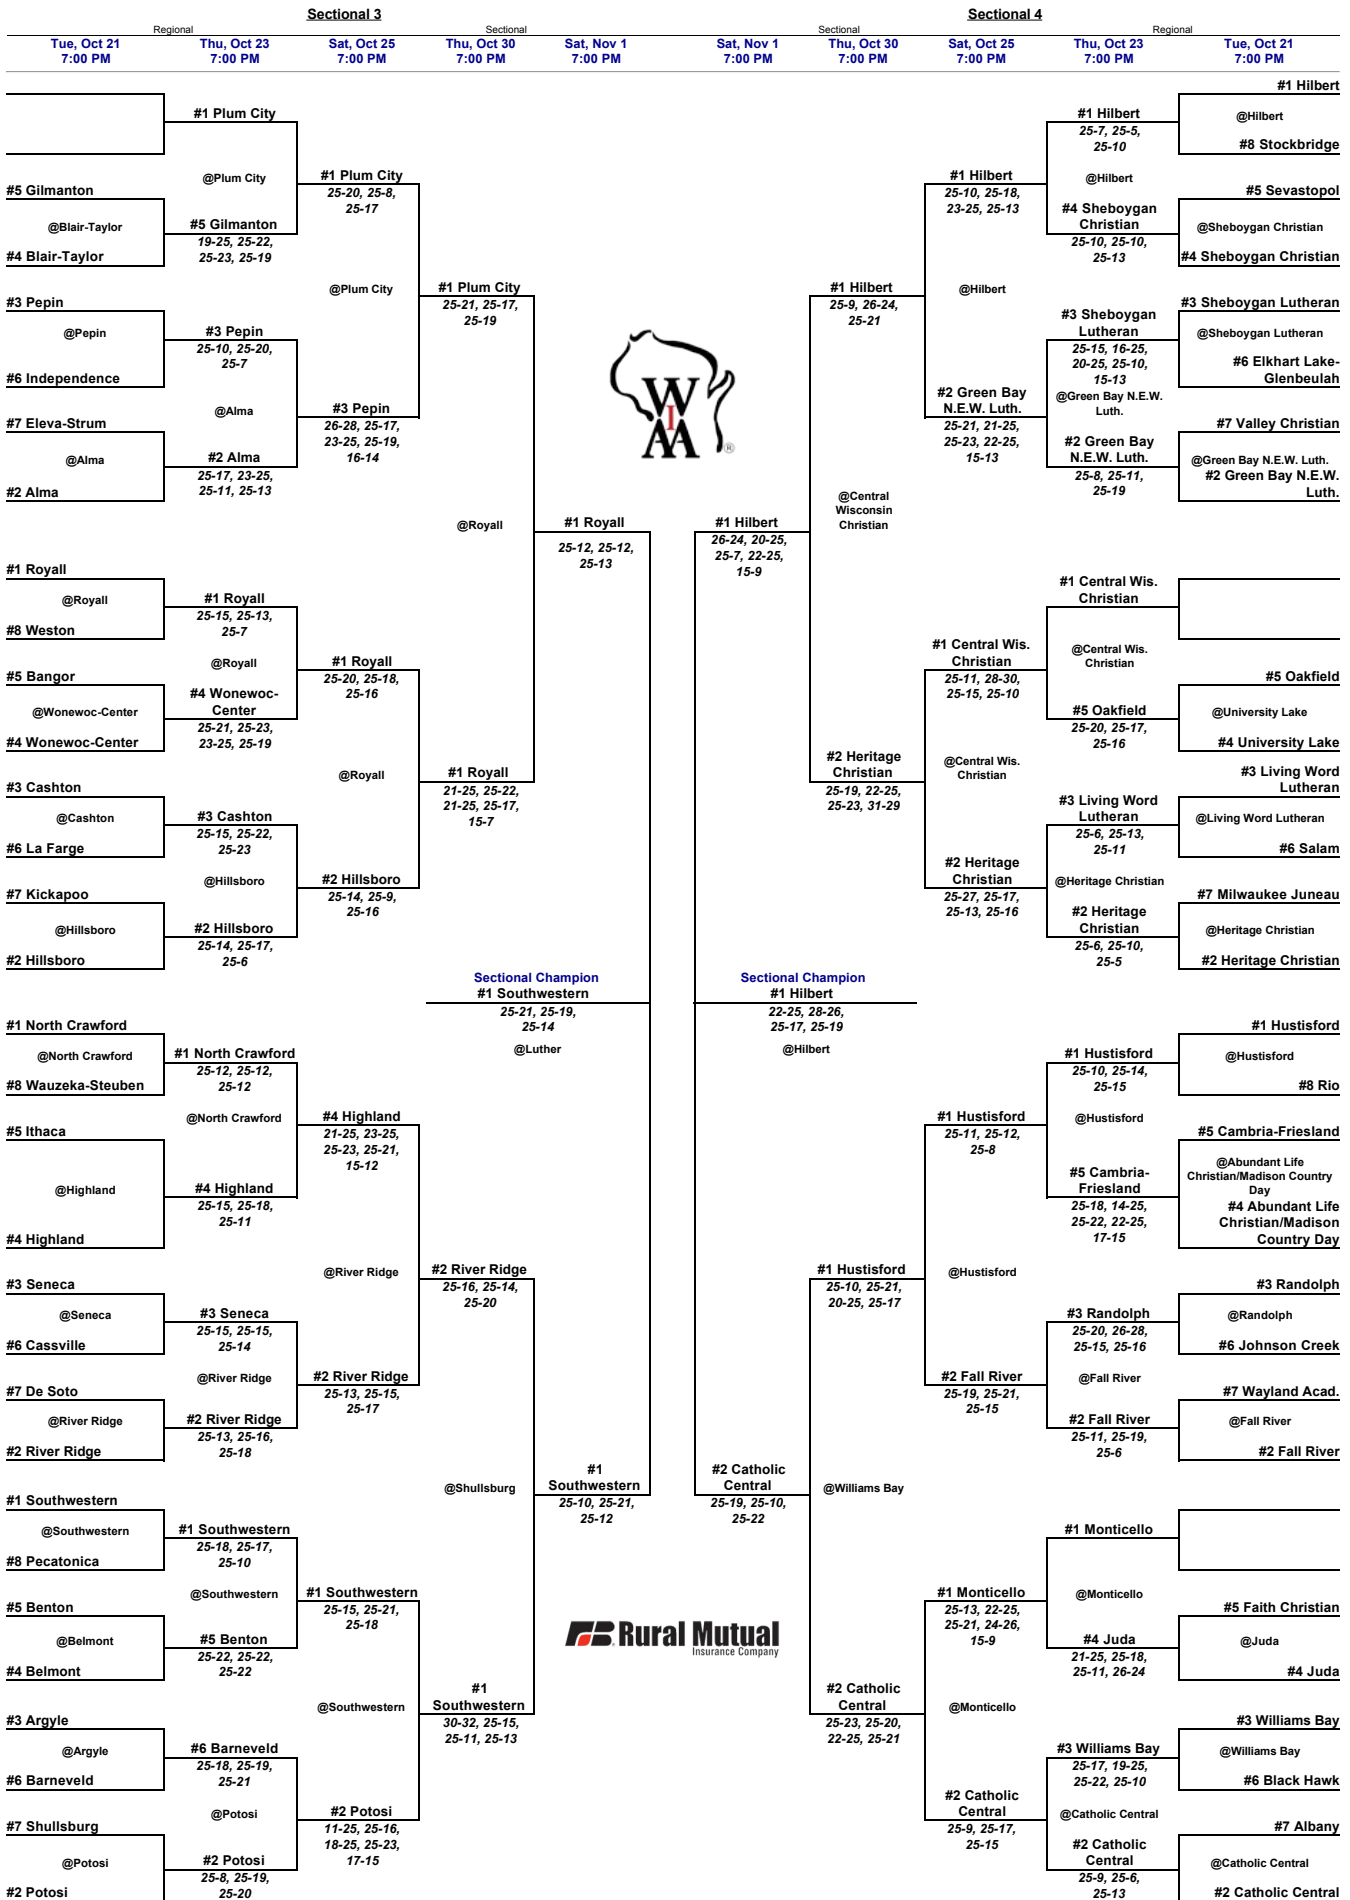 Sectional 3
Regional
Sectional
Tue, Oct 21
7:00 PM
Thu, Oct 23
7:00 PM
Sat, Oct 25
7:00 PM
Thu, Oct 30
7:00 PM
Sat, Nov 1
7:00 PM
#1 Plum City
@Plum City
#5 Gilmanton
@Blair-Taylor
#4 Blair-Taylor
#5 Gilmanton
19-25, 25-22,
25-23, 25-19
#1 Plum City
25-20, 25-8,
25-17
@Plum City
#3 Pepin
@Pepin
#6 Independence
#3 Pepin
25-10, 25-20,
25-7
@Alma
#7 Eleva-Strum
@Alma
#2 Alma
#2 Alma
25-17, 23-25,
25-11, 25-13
#3 Pepin
26-28, 25-17,
23-25, 25-19,
16-14
#1 Plum City
25-21, 25-17,
25-19
@Royall
#1 Royall
25-12, 25-12,
25-13
#1 Royall
@Royall
#8 Weston
#1 Royall
25-15, 25-13,
25-7
@Royall
#5 Bangor
@Wonewoc-Center
#4 Wonewoc-Center
#4 Wonewoc-
Center
25-21, 25-23,
23-25, 25-19
#1 Royall
25-20, 25-18,
25-16
@Royall
#1 Royall
21-25, 25-22,
21-25, 25-17,
15-7
#3 Cashton
@Cashton
#6 La Farge
#3 Cashton
25-15, 25-22,
25-23
@Hillsboro
#7 Kickapoo
@Hillsboro
#2 Hillsboro
#2 Hillsboro
25-14, 25-17,
25-6
#2 Hillsboro
25-14, 25-9,
25-16
Sectional Champion
#1 Southwestern
25-21, 25-19,
25-14
@Luther
#1 North Crawford
@North Crawford
#8 Wauzeka-Steuben
#1 North Crawford
25-12, 25-12,
25-12
@North Crawford
#5 Ithaca
@Highland
#4 Highland
#4 Highland
25-15, 25-18,
25-11
#4 Highland
21-25, 23-25,
25-23, 25-21,
15-12
@River Ridge
#2 River Ridge
25-16, 25-14,
25-20
#3 Seneca
@Seneca
#6 Cassville
#3 Seneca
25-15, 25-15,
25-14
@River Ridge
#7 De Soto
@River Ridge
#2 River Ridge
#2 River Ridge
25-13, 25-16,
25-18
#2 River Ridge
25-13, 25-15,
25-17
@Shullsburg
#1
Southwestern
25-10, 25-21,
25-12
#1 Southwestern
@Southwestern
#8 Pecatonica
#1 Southwestern
25-18, 25-17,
25-10
@Southwestern
#5 Benton
@Belmont
#4 Belmont
#5 Benton
25-22, 25-22,
25-22
#1 Southwestern
25-15, 25-21,
25-18
@Southwestern
#1
Southwestern
30-32, 25-15,
25-11, 25-13
#3 Argyle
@Argyle
#6 Barneveld
#6 Barneveld
25-18, 25-19,
25-21
@Potosi
#7 Shullsburg
@Potosi
#2 Potosi
#2 Potosi
25-8, 25-19,
25-20
#2 Potosi
11-25, 25-16,
18-25, 25-23,
17-15
WIAA
®
Rural Mutual
Insurance Company
Sectional 4
Sectional
Regional
Sat, Nov 1
7:00 PM
Thu, Oct 30
7:00 PM
Sat, Oct 25
7:00 PM
Thu, Oct 23
7:00 PM
Tue, Oct 21
7:00 PM
#1 Hilbert
@Hilbert
#8 Stockbridge
#1 Hilbert
25-7, 25-5,
25-10
@Hilbert
#5 Sevastopol
@Sheboygan Christian
#4 Sheboygan Christian
#4 Sheboygan
Christian
25-10, 25-10,
25-13
#1 Hilbert
25-10, 25-18,
23-25, 25-13
@Hilbert
#1 Hilbert
25-9, 26-24,
25-21
#3 Sheboygan Lutheran
@Sheboygan Lutheran
#6 Elkhart Lake-
Glenbeulah
#3 Sheboygan
Lutheran
25-15, 16-25,
20-25, 25-10,
15-13
@Green Bay N.E.W.
Luth.
#7 Valley Christian
@Green Bay N.E.W. Luth.
#2 Green Bay N.E.W.
Luth.
#2 Green Bay
N.E.W. Luth.
25-8, 25-11,
25-19
#2 Green Bay
N.E.W. Luth.
25-21, 21-25,
25-23, 22-25,
15-13
@Central
Wisconsin
Christian
#1 Hilbert
26-24, 20-25,
25-7, 22-25,
15-9
#1 Central Wis.
Christian
@Central Wis.
Christian
#5 Oakfield
@University Lake
#4 University Lake
#5 Oakfield
25-20, 25-17,
25-16
#1 Central Wis.
Christian
25-11, 28-30,
25-15, 25-10
@Central Wis.
Christian
#2 Heritage
Christian
25-19, 22-25,
25-23, 31-29
#3 Living Word
Lutheran
@Living Word Lutheran
#6 Salam
#3 Living Word
Lutheran
25-6, 25-13,
25-11
@Heritage Christian
#7 Milwaukee Juneau
@Heritage Christian
#2 Heritage Christian
#2 Heritage
Christian
25-6, 25-10,
25-5
#2 Heritage
Christian
25-27, 25-17,
25-13, 25-16
Sectional Champion
#1 Hilbert
22-25, 28-26,
25-17, 25-19
@Hilbert
#1 Hustisford
@Hustisford
#8 Rio
#1 Hustisford
25-10, 25-14,
25-15
@Hustisford
#5 Cambria-Friesland
@Abundant Life
Christian/Madison Country
Day
#4 Abundant Life
Christian/Madison
Country Day
#5 Cambria-
Friesland
25-18, 14-25,
25-22, 22-25,
17-15
#1 Hustisford
25-11, 25-12,
25-8
@Hustisford
#1 Hustisford
25-10, 25-21,
20-25, 25-17
#3 Randolph
@Randolph
#6 Johnson Creek
#3 Randolph
25-20, 26-28,
25-15, 25-16
@Fall River
#7 Wayland Acad.
@Fall River
#2 Fall River
#2 Fall River
25-11, 25-19,
25-6
#2 Fall River
25-19, 25-21,
25-15
@Williams Bay
#2 Catholic
Central
25-19, 25-10,
25-22
#1 Monticello
@Monticello
#5 Faith Christian
@Juda
#4 Juda
#4 Juda
21-25, 25-18,
25-11, 26-24
#1 Monticello
25-13, 22-25,
25-21, 24-26,
15-9
@Monticello
#2 Catholic
Central
25-23, 25-20,
22-25, 25-21
#3 Williams Bay
@Williams Bay
#6 Black Hawk
#3 Williams Bay
25-17, 19-25,
25-22, 25-10
@Catholic Central
#7 Albany
@Catholic Central
#2 Catholic Central
#2 Catholic
Central
25-9, 25-6,
25-13
#2 Catholic
Central
25-9, 25-17,
25-15